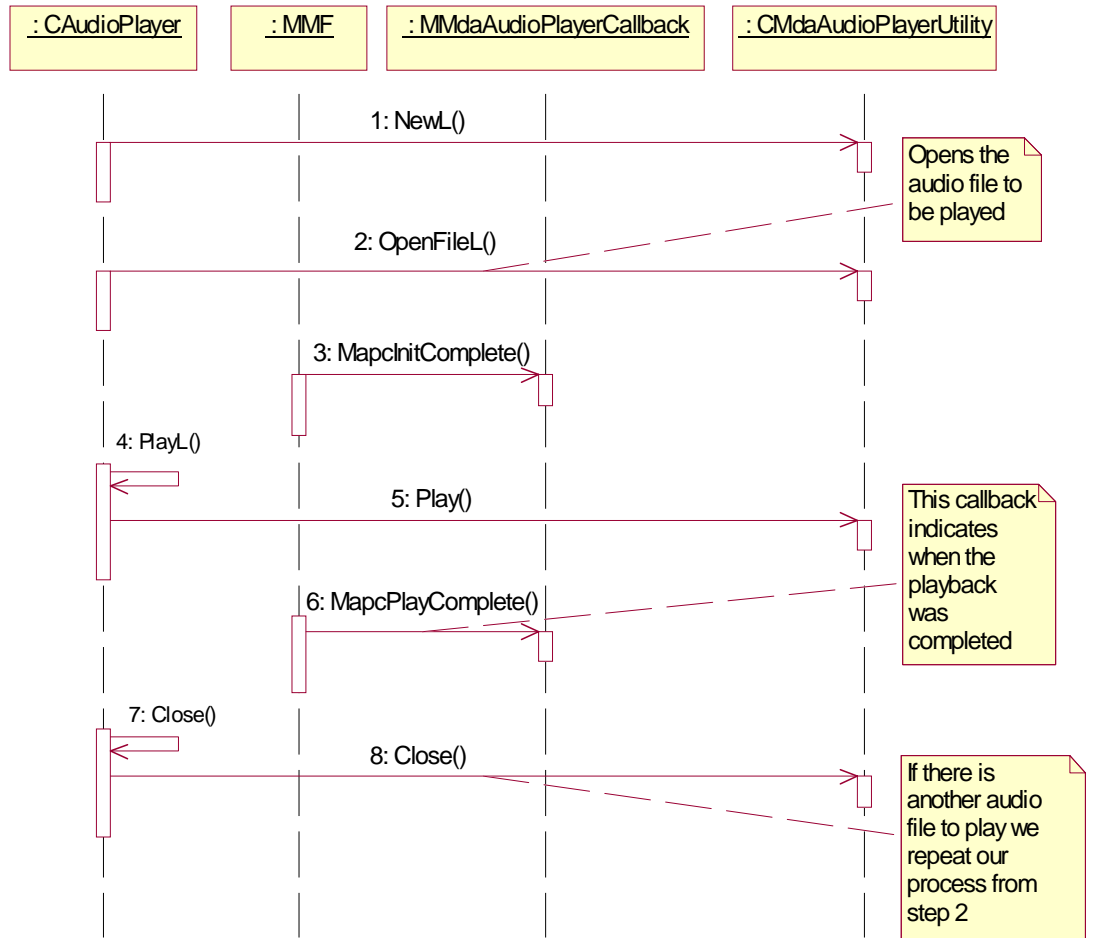 : CAudioPlayer
: MMF
: MMdaAudioPlayerCallback
: CMdaAudioPlayerUtility
1: NewL()
Opens the
audio file to
be played
2: OpenFileL()
3: MapcInitComplete()
4: PlayL()
5: Play()
This callback
indicates
when the
playback
was
completed
6: MapcPlayComplete()
7: Close()
8: Close()
If there is
another audio
file to play we
repeat our
process from
step 2